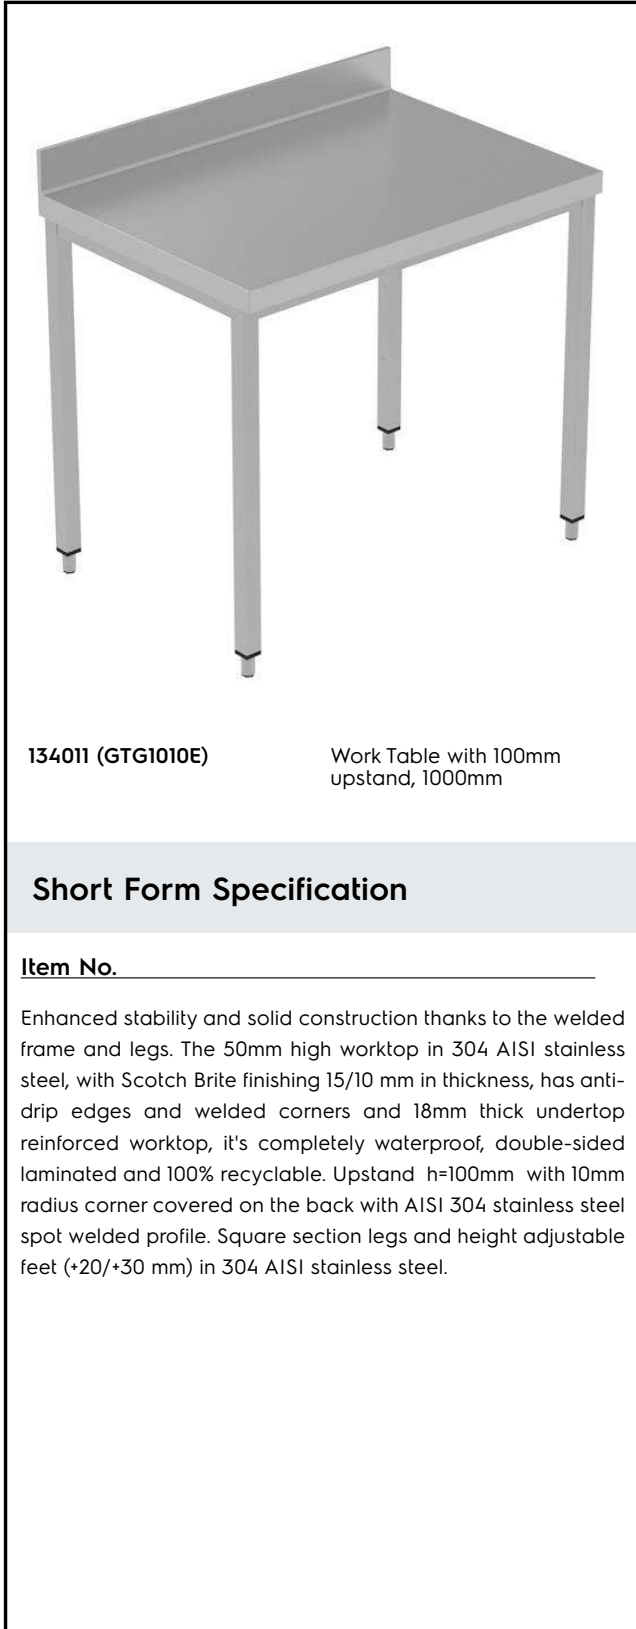 134011 (GTG1010E)
Work Table with 100mm
upstand, 1000mm
Short Form Specification
Item No.
Enhanced stability and solid construction thanks to the welded
frame and legs. The 50mm high worktop in 304 AISI stainless
steel, with Scotch Brite finishing 15/10 mm in thickness, has anti-
drip edges and welded corners and 18mm thick undertop
reinforced worktop, it's completely waterproof, double-sided
laminated and 100% recyclable. Upstand h=100mm with 10mm
radius corner covered on the back with AISI 304 stainless steel
spot welded profile. Square section legs and height adjustable
feet (+20/+30 mm) in 304 AISI stainless steel.